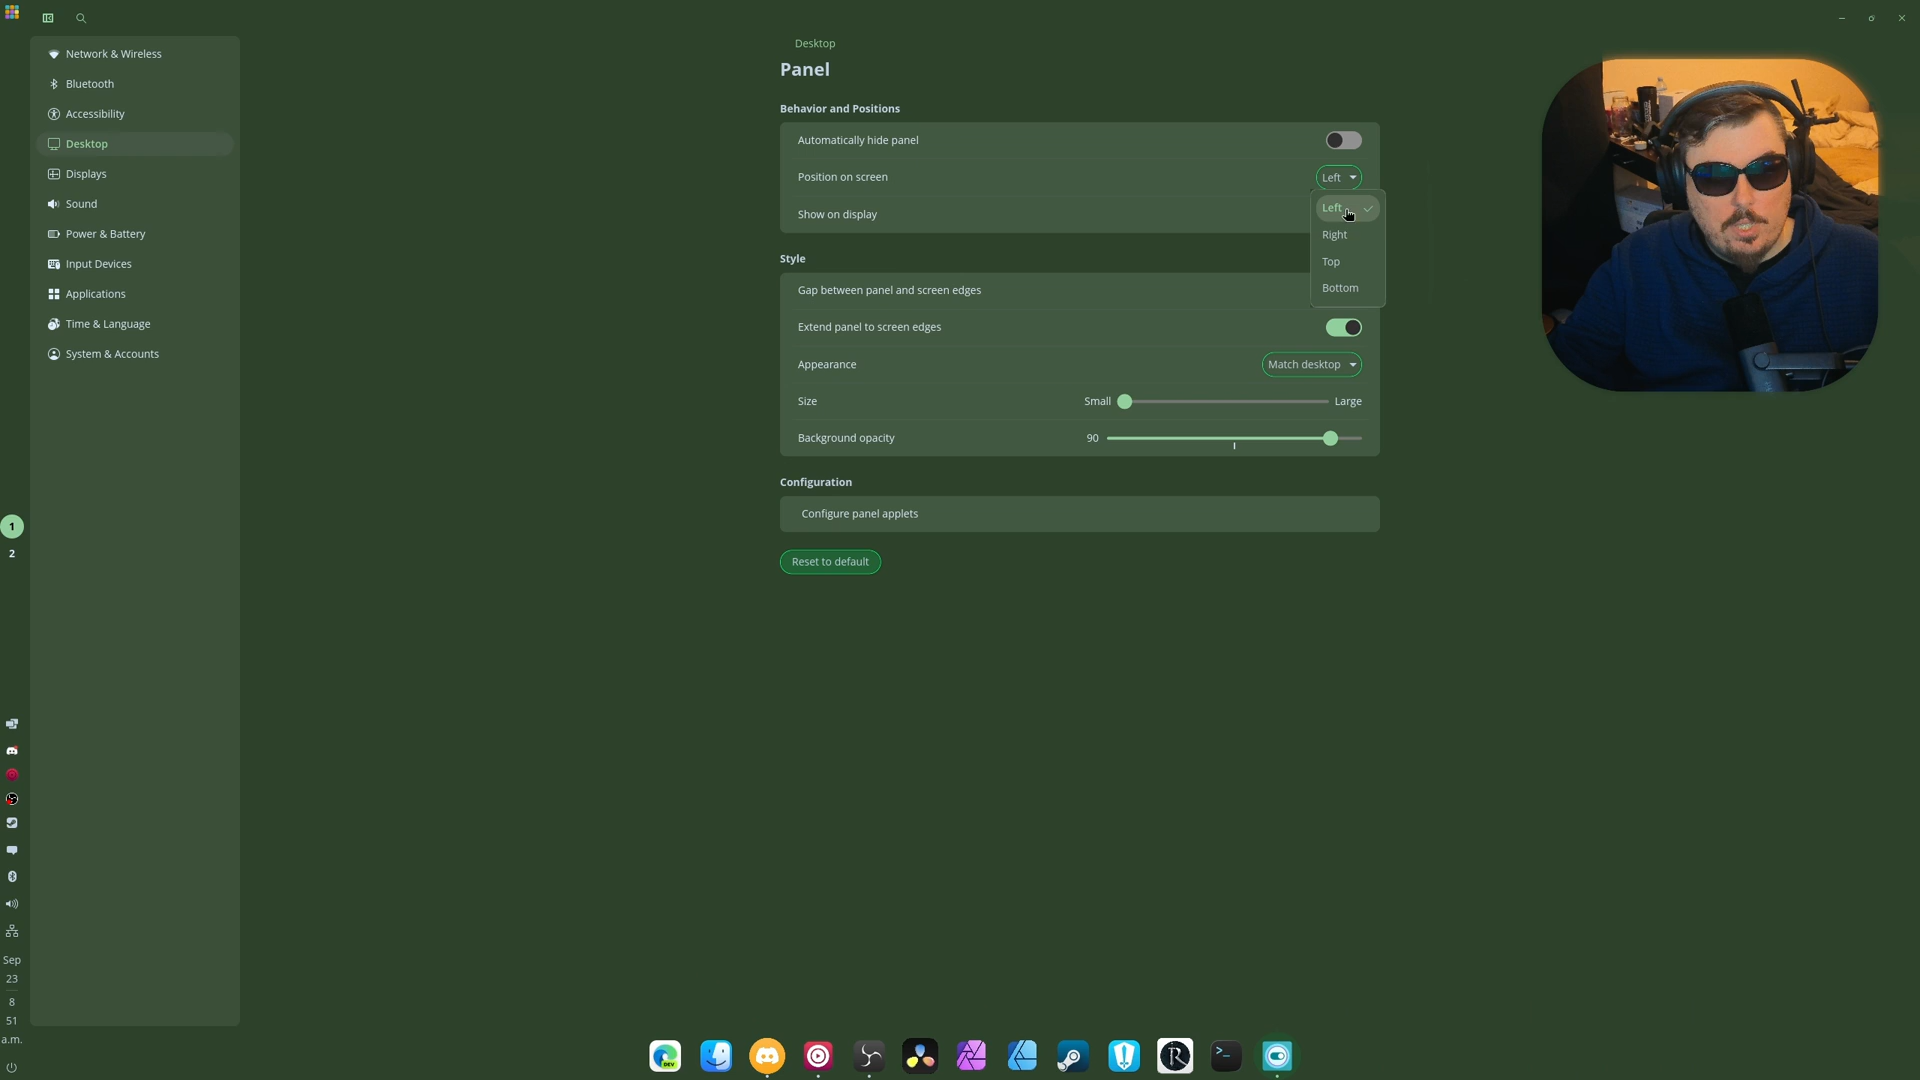 Network & Wireless
Bluetooth
Accessibility
Desktop
Displays
Sound
Power & Battery
Input Devices
Applications
Time & Language
System & Accounts
Desktop
Panel
Behavior and Positions
Automatically hide panel
Position on screen
Left
Show on display
Left
Right
Top
Bottom
Style
Gap between panel and screen edges
Extend panel to screen edges
Appearance
Match desktop
Size
Small
Large
Background opacity
90
Configuration
Configure panel applets
Reset to default
1
2
Sep
23
8
51
a.m.
DEV